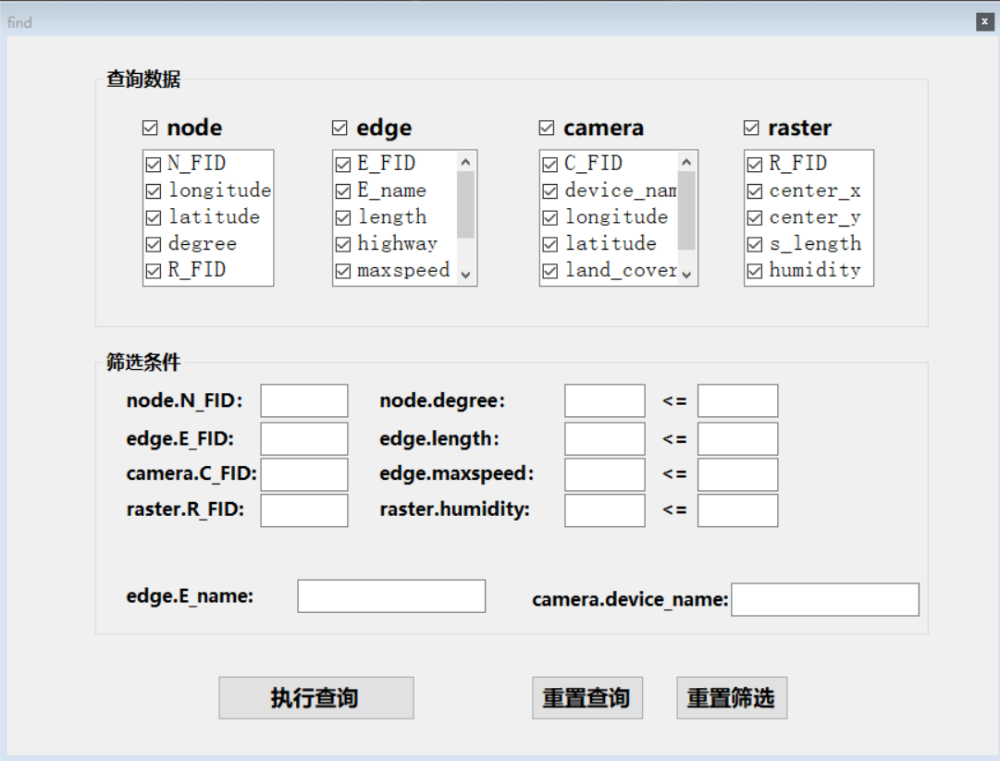 find
x
查询数据
node edge camera raster
N_FID E_FID C_FID R_FID
longitude E_name device_nam center_x
latitude length longitude center_y
degree highway latitude s_length
R_FID maxspeed land_cover humidity
筛选条件
node.N_FID: node.degree: <=
edge.E_FID: edge.length: <=
camera.C_FID: edge.maxspeed: <=
raster.R_FID: raster.humidity: <=
edge.E_name: camera.device_name:
执行查询 重置查询 重置筛选